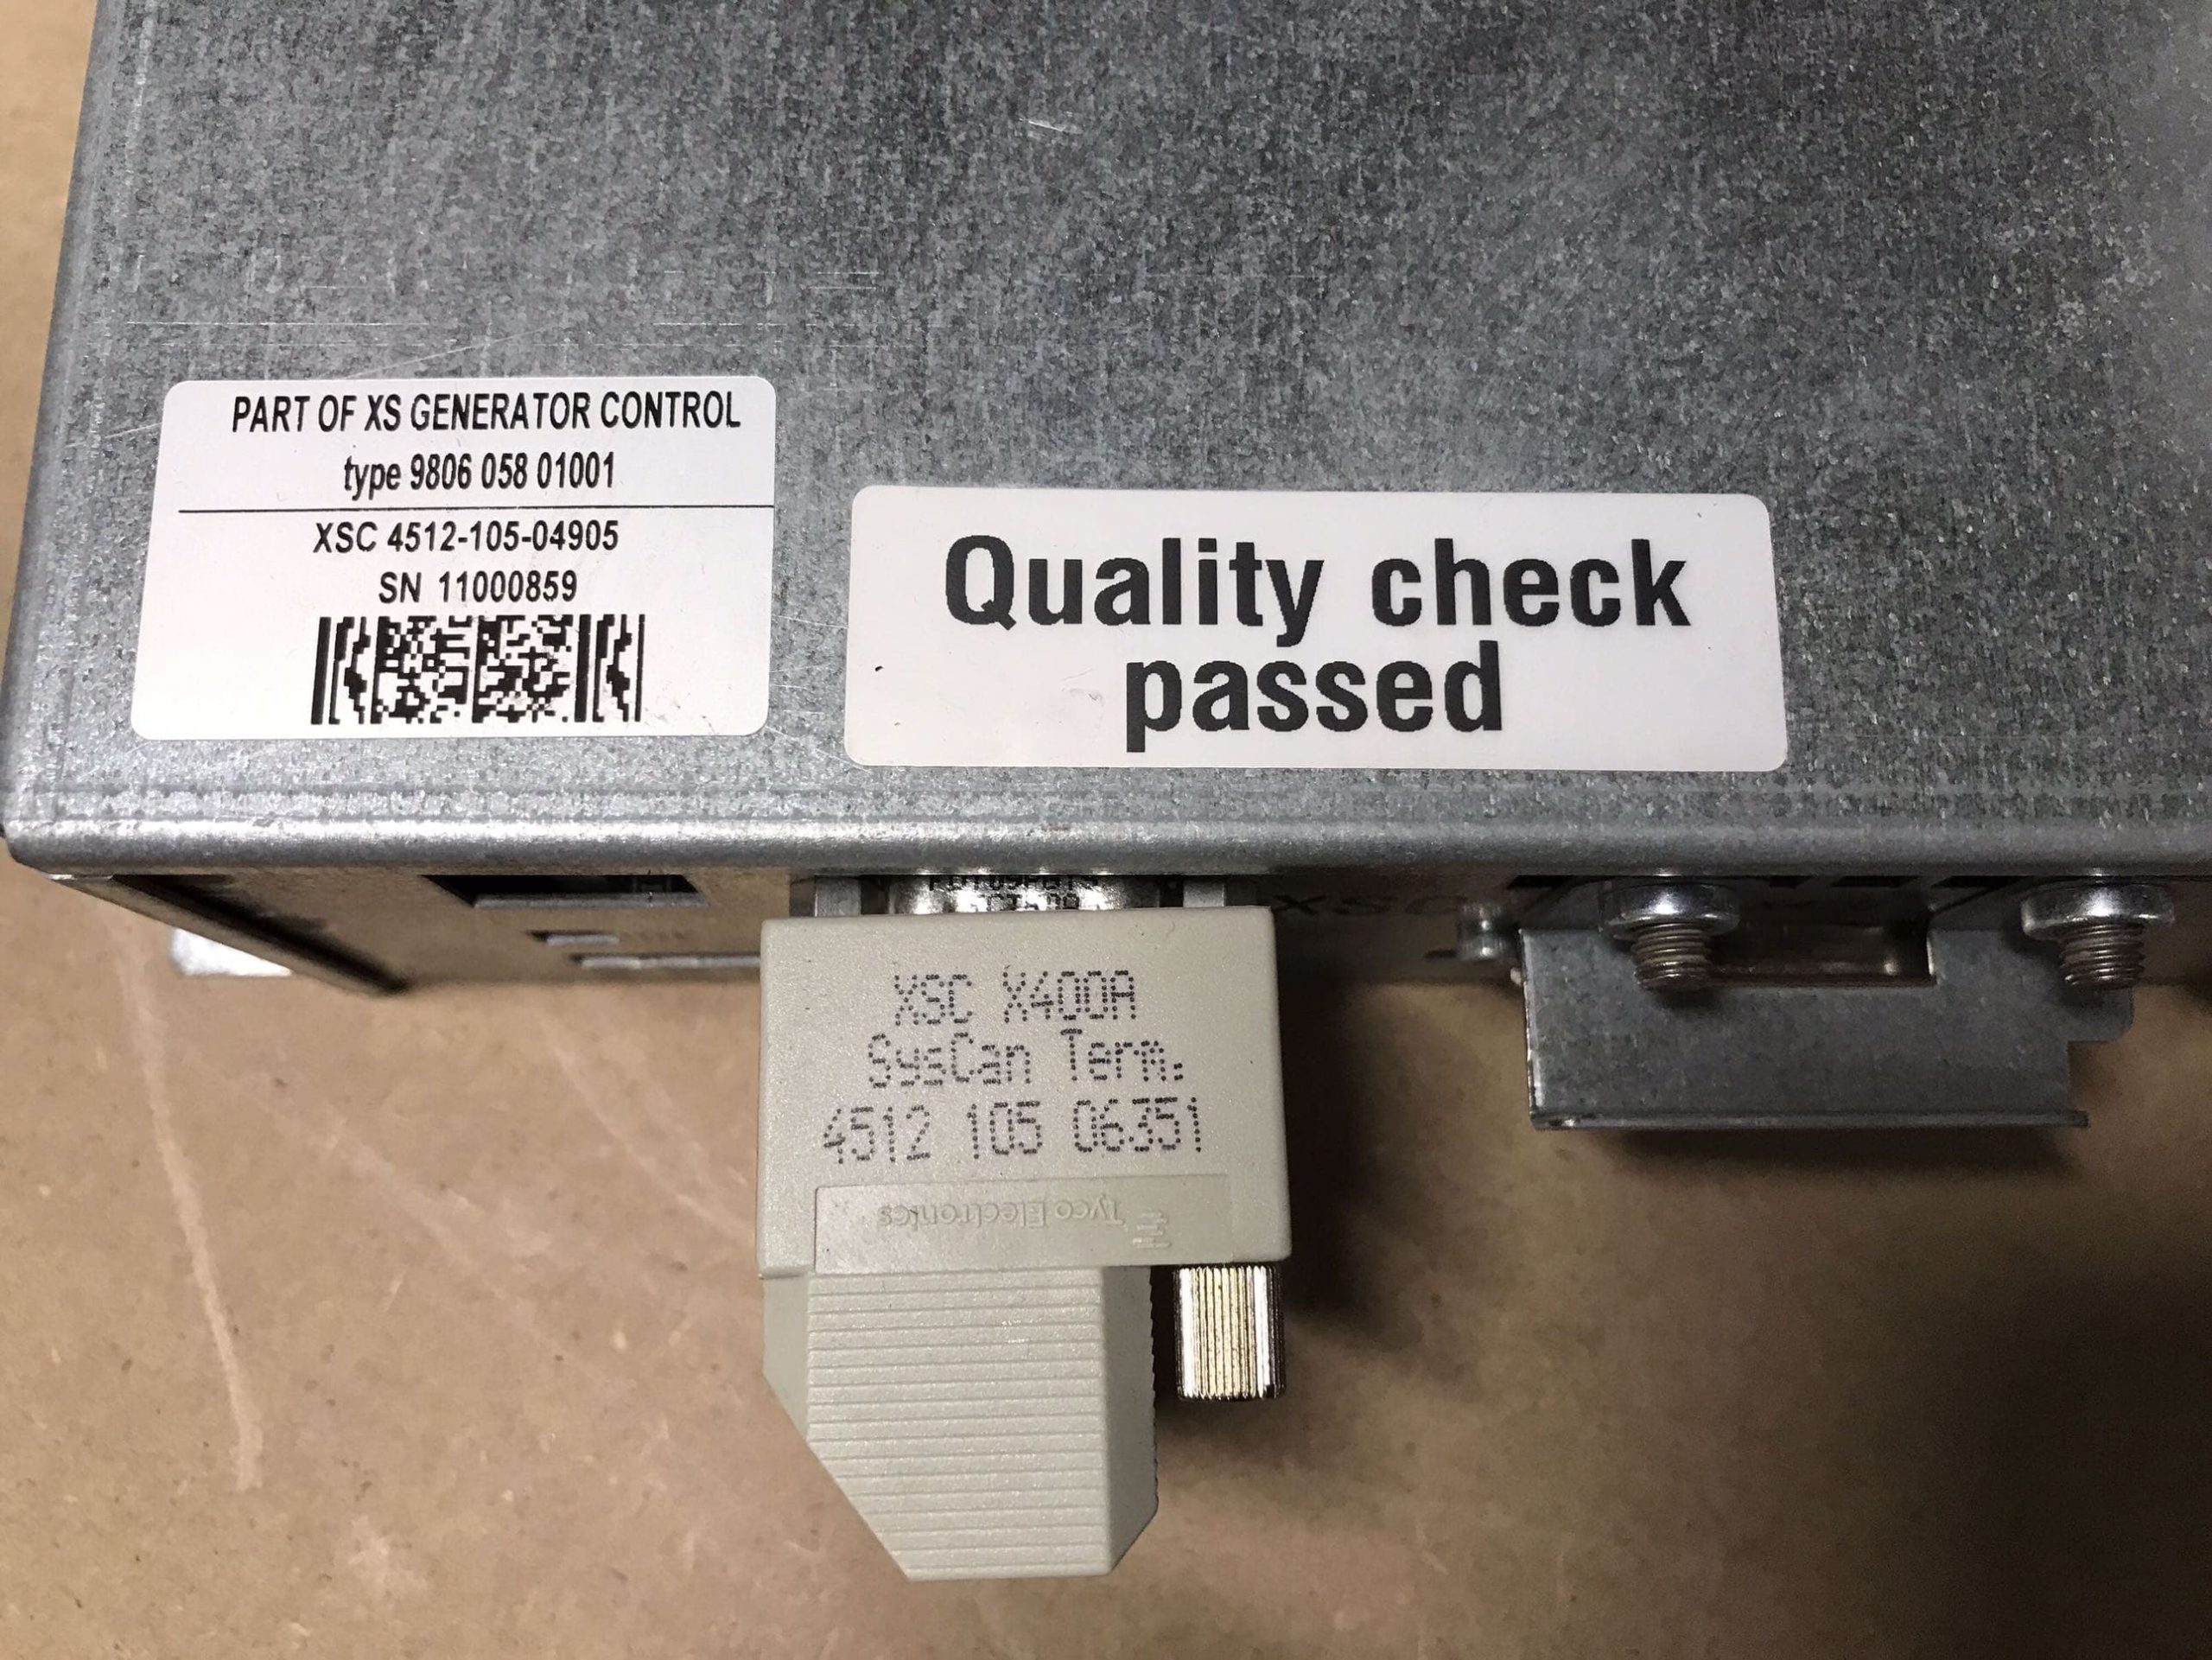 PART OF XS GENERATOR CONTROL
type 9806 058 01001
XSC 4512-105-04905
SN 11000859
Quality check
passed
XSC
XSC X400A
SysCan Term.
4512 105 06351
Tyco Electronics